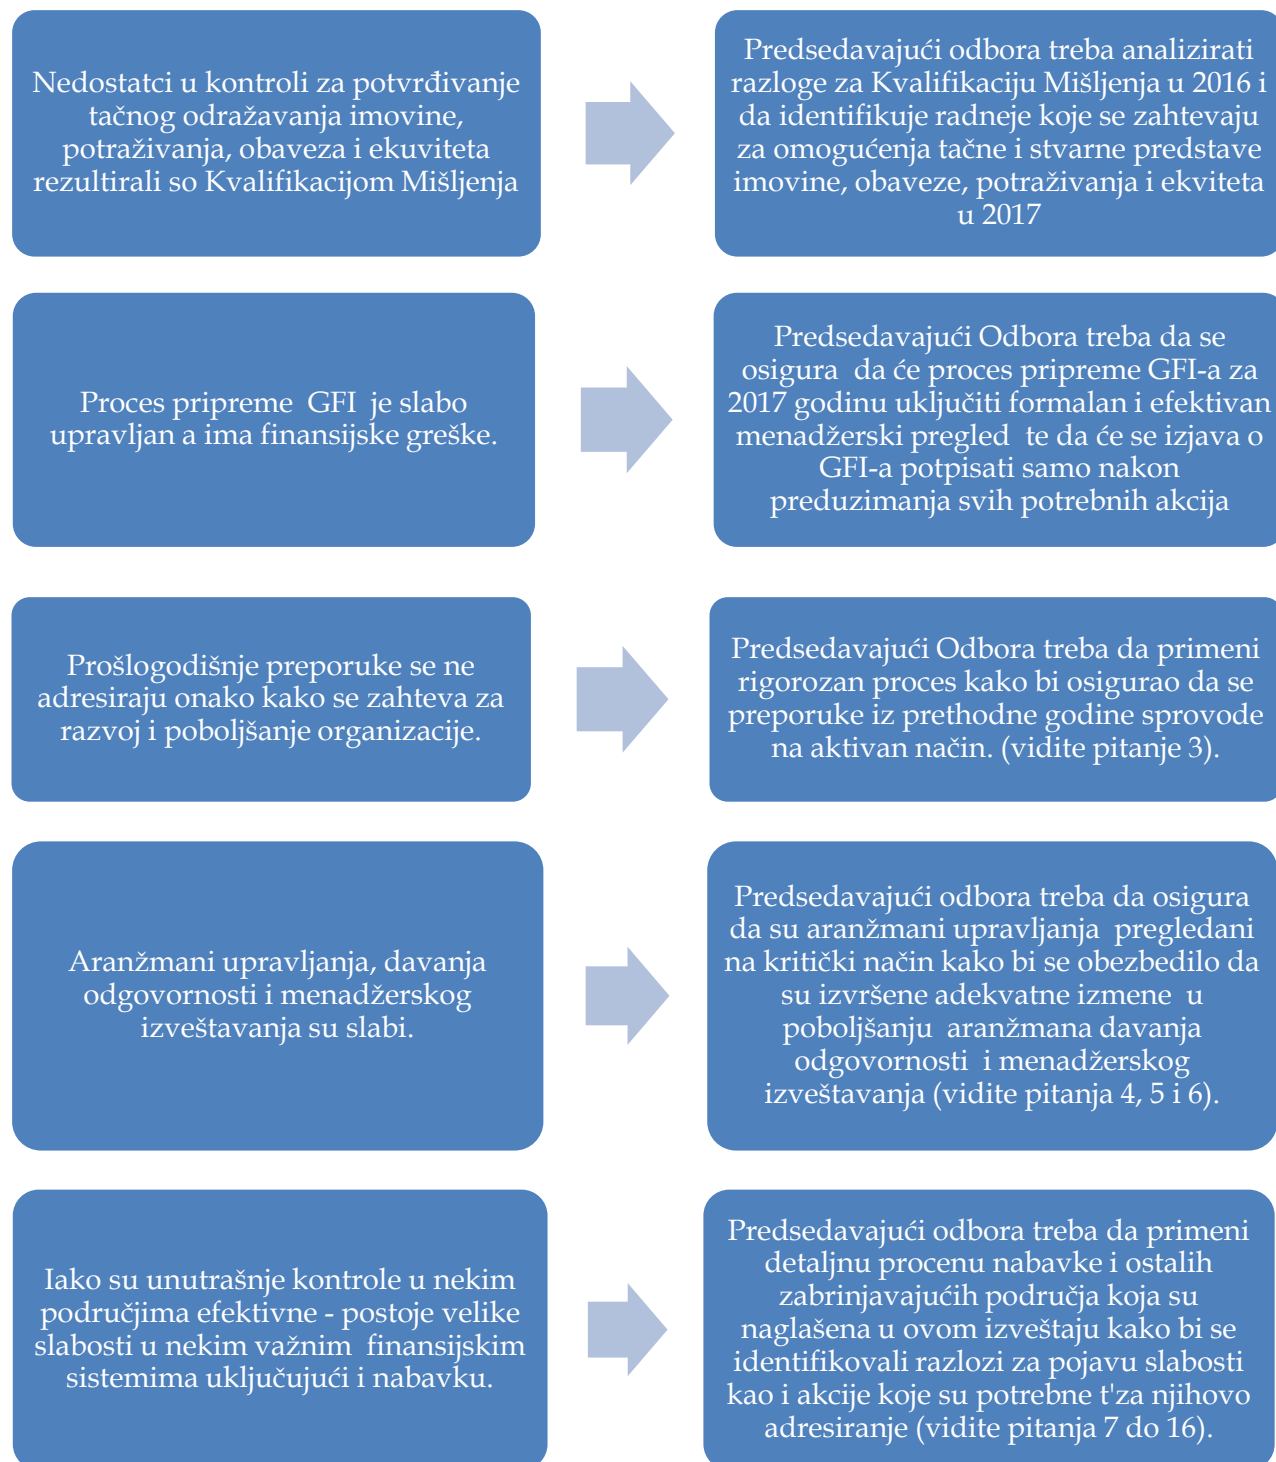 Nedostatci u kontroli za potvrđivanje
tačnog odražavanja imovine,
potraživanja, obaveza i ekuviteta
rezultirali so Kvalifikacijom Mišljenja
Predsedavajući odbora treba analizirati
razloge za Kvalifikaciju Mišljenja u 2016 i
da identifikuje radneje koje se zahtevaju
za omogućenja tačne i stvarne predstave
imovine, obaveze, potraživanja i ekviteta
u 2017
Proces pripreme GFI je slabo
upravljan a ima finansijske greške.
Predsedavajući Odbora treba da se
osigura da će proces pripreme GFI-a za
2017 godinu uključiti formalan i efektivan
menadžerski pregled te da će se izjava o
GFI-a potpisati samo nakon
preduzimanja svih potrebnih akcija
Prošlogodišnje preporuke se ne
adresiraju onako kako se zahteva za
razvoj i poboljšanje organizacije.
Predsedavajući Odbora treba da primeni
rigorozan proces kako bi osigurao da se
preporuke iz prethodne godine sprovode
na aktivan način. (vidite pitanje 3).
Aranžmani upravljanja, davanja
odgovornosti i menadžerskog
izveštavanja su slabi.
Predsedavajući odbora treba da osigura
da su aranžmani upravljanja pregledani
na kritički način kako bi se obezbedilo da
su izvršene adekvatne izmene u
poboljšanju aranžmana davanja
odgovornosti i menadžerskog
izveštavanja (vidite pitanja 4, 5 i 6).
Iako su unutrašnje kontrole u nekim
područjima efektivne - postoje velike
slabosti u nekim važnim finansijskim
sistemima uključujući i nabavku.
Predsedavajući odbora treba da primeni
detaljnu procenu nabavke i ostalih
zabrinjavajućih područja koja su
naglašena u ovom izveštaju kako bi se
identifikovali razlozi za pojavu slabosti
kao i akcije koje su potrebne t'za njihovo
adresiranje (vidite pitanja 7 do 16).